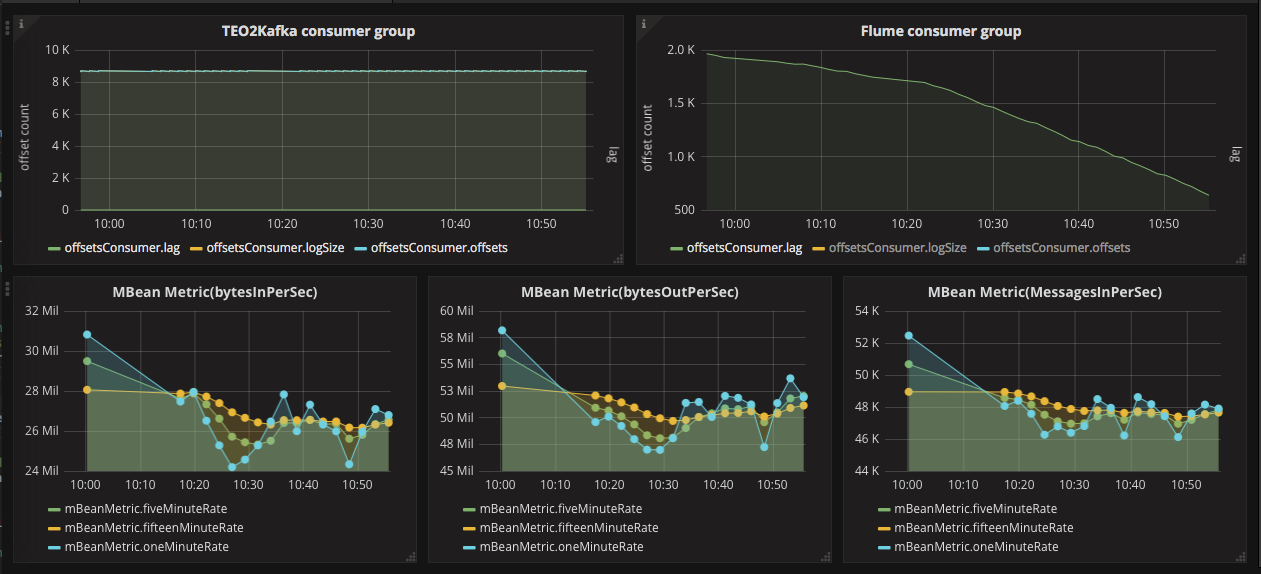 TEO2Kafka consumer group
10 K
8 K
6 K
4 K
2 K
0
offset count
lag
10:00 10:10 10:20 10:30 10:40 10:50
offsetsConsumer.lag offsetsConsumer.logSize offsetsConsumer.offsets
Flume consumer group
2.0 K
1.5 K
1.0 K
500
offset count
lag
10:00 10:10 10:20 10:30 10:40 10:50
offsetsConsumer.lag offsetsConsumer.logSize offsetsConsumer.offsets
MBean Metric(bytesInPerSec)
32 Mil
30 Mil
28 Mil
26 Mil
24 Mil
10:00 10:10 10:20 10:30 10:40 10:50
mBeanMetric.fiveMinuteRate
mBeanMetric.fifteenMinuteRate
mBeanMetric.oneMinuteRate
MBean Metric(bytesOutPerSec)
60 Mil
58 Mil
55 Mil
53 Mil
50 Mil
48 Mil
45 Mil
10:00 10:10 10:20 10:30 10:40 10:50
mBeanMetric.fiveMinuteRate
mBeanMetric.fifteenMinuteRate
mBeanMetric.oneMinuteRate
MBean Metric(MessagesInPerSec)
54 K
52 K
50 K
48 K
46 K
44 K
10:00 10:10 10:20 10:30 10:40 10:50
mBeanMetric.fiveMinuteRate
mBeanMetric.fifteenMinuteRate
mBeanMetric.oneMinuteRate